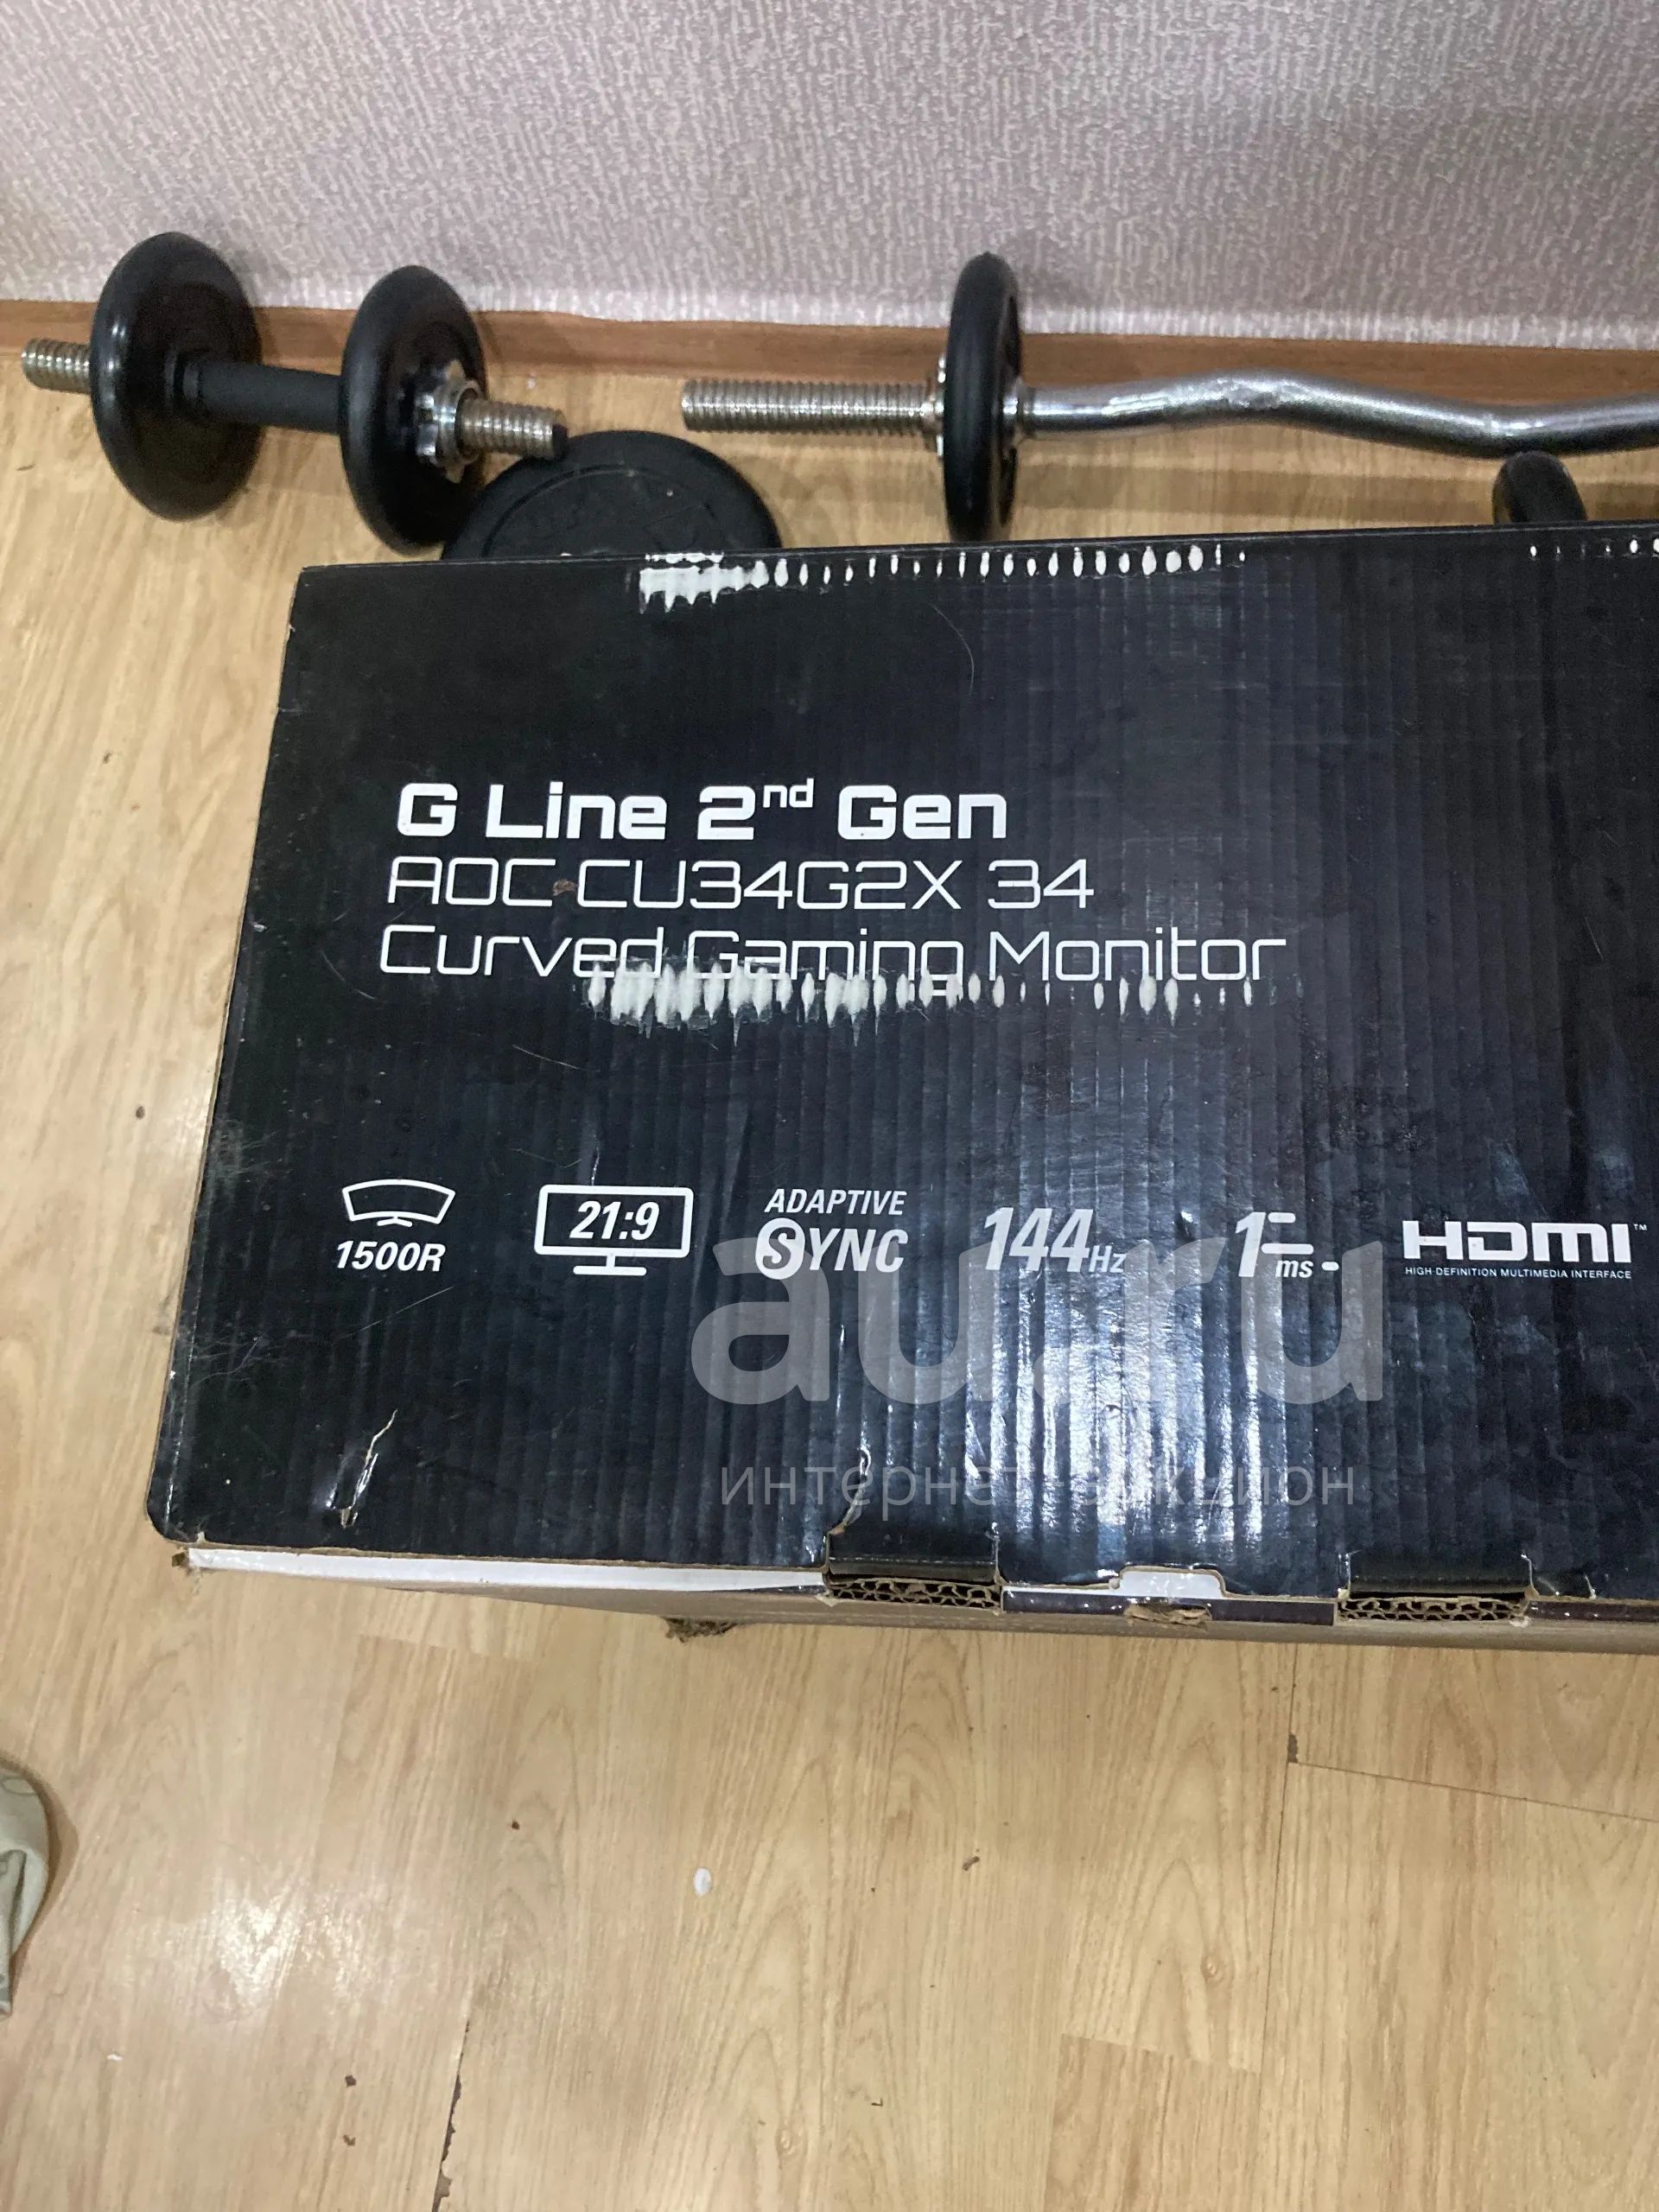 G Line 2nd Gen
AOC CU34G2X 34
Curved Gaming Monitor
1500R
21:9
ADAPTIVE
SYNC
144Hz
1ms
HDMI™
HIGH-DEFINITION MULTIMEDIA INTERFACE
au.ru
интернет-аукцион